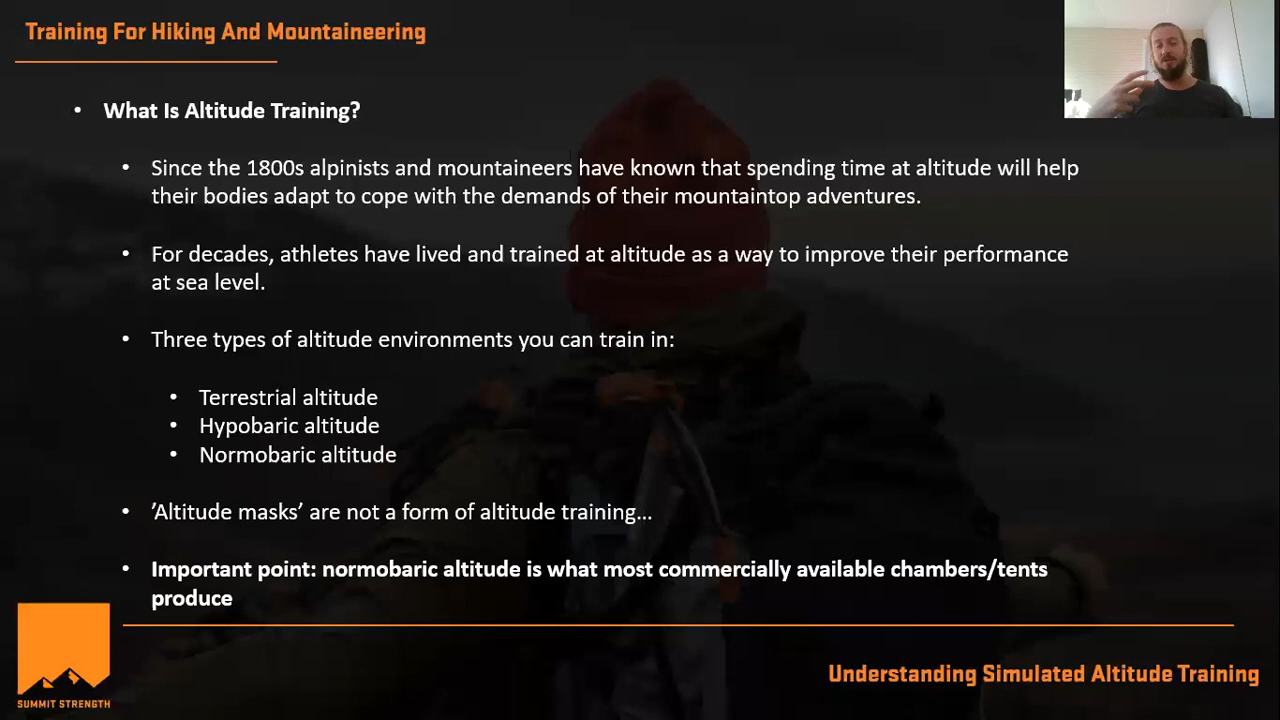 Training For Hiking And Mountaineering
• What Is Altitude Training?
• Since the 1800s alpinists and mountaineers have known that spending time at altitude will help
their bodies adapt to cope with the demands of their mountaintop adventures.
• For decades, athletes have lived and trained at altitude as a way to improve their performance
at sea level.
• Three types of altitude environments you can train in:
• Terrestrial altitude
• Hypobaric altitude
• Normobaric altitude
• ’Altitude masks’ are not a form of altitude training…
• Important point: normobaric altitude is what most commercially available chambers/tents
produce
SUMMIT STRENGTH
Understanding Simulated Altitude Training